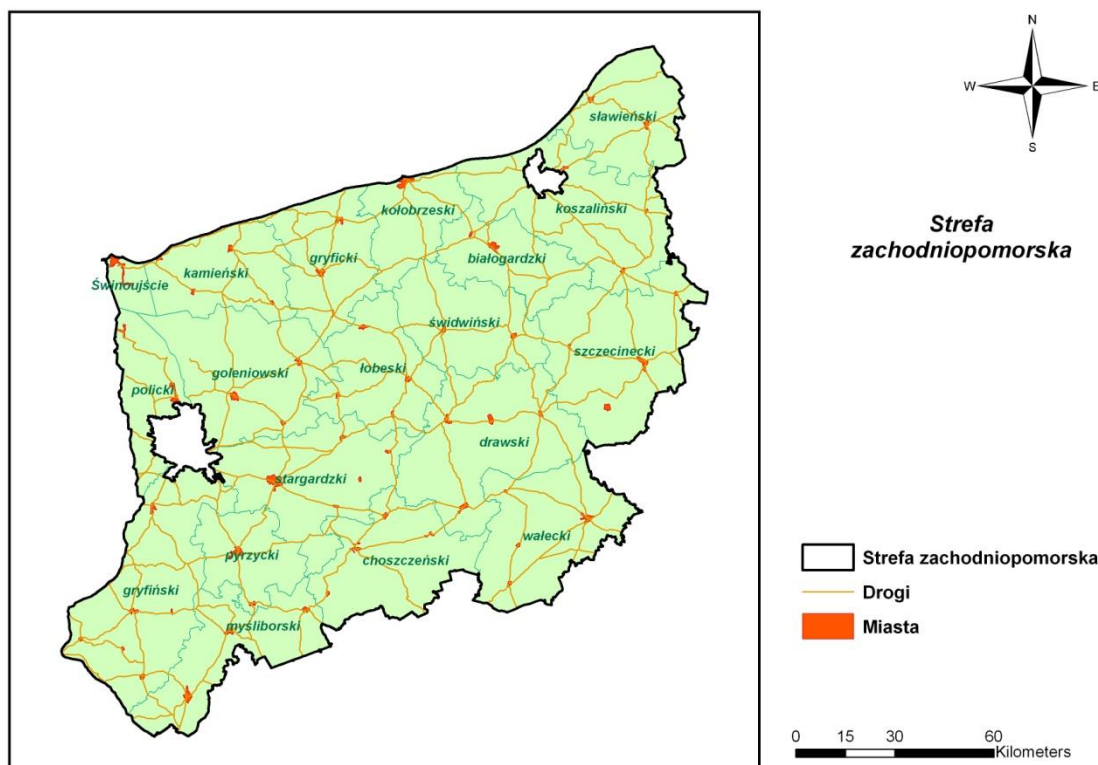 N
W E
S
Strefa
zachodniopomorska
sławieński
koszaliński
kołobrzeski
białogardzki
gryficki
kamieński
Świnoujście
świdwiński
szczecinecki
łobeski
goleniowski
policki
drawski
stargardzki
wałecki
pyrzycki
choszczeński
gryfiński
myśliborski
Strefa zachodniopomorska
Drogi
Miasta
0 15 30 60
Kilometers